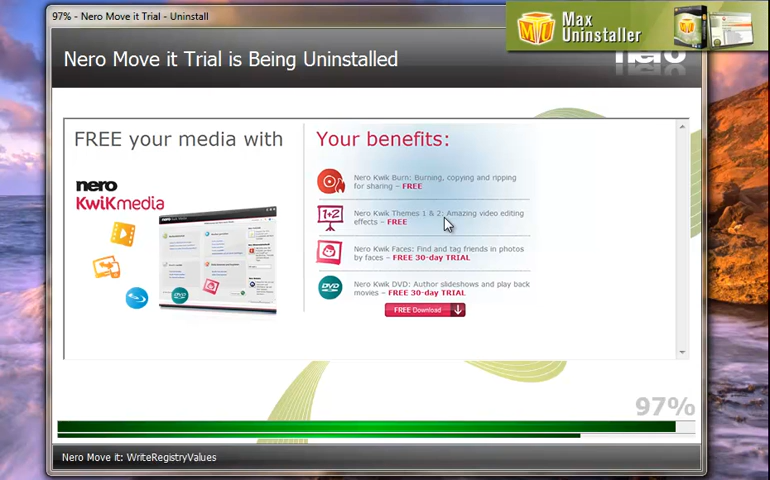 97% - Nero Move it Trial - Uninstall
Max
Uninstaller
Nero Move it Trial is Being Uninstalled
nero
FREE your media with
nero
KwiKmedia
Your benefits:
Nero Kwik Burn: Burning, copying and ripping
for sharing – FREE
1+2
Nero Kwik Themes 1 & 2: Amazing video editing
effects – FREE
Nero Kwik Faces: Find and tag friends in photos
by faces – FREE 30-day TRIAL
DVD
Nero Kwik DVD: Author slideshows and play back
movies – FREE 30-day TRIAL
FREE Download
97%
Nero Move it: WriteRegistryValues